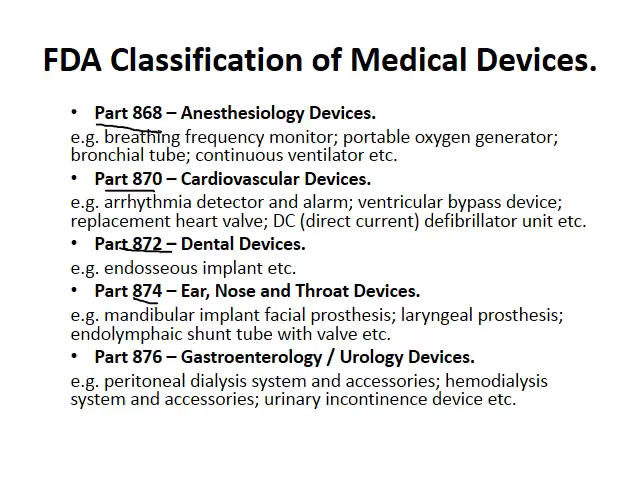 FDA Classification of Medical Devices.
• Part 868 – Anesthesiology Devices.
e.g. breathing frequency monitor; portable oxygen generator;
bronchial tube; continuous ventilator etc.
• Part 870 – Cardiovascular Devices.
e.g. arrhythmia detector and alarm; ventricular bypass device;
replacement heart valve; DC (direct current) defibrillator unit etc.
• Part 872 – Dental Devices.
e.g. endosseous implant etc.
• Part 874 – Ear, Nose and Throat Devices.
e.g. mandibular implant facial prosthesis; laryngeal prosthesis;
endolymphaic shunt tube with valve etc.
• Part 876 – Gastroenterology / Urology Devices.
e.g. peritoneal dialysis system and accessories; hemodialysis
system and accessories; urinary incontinence device etc.